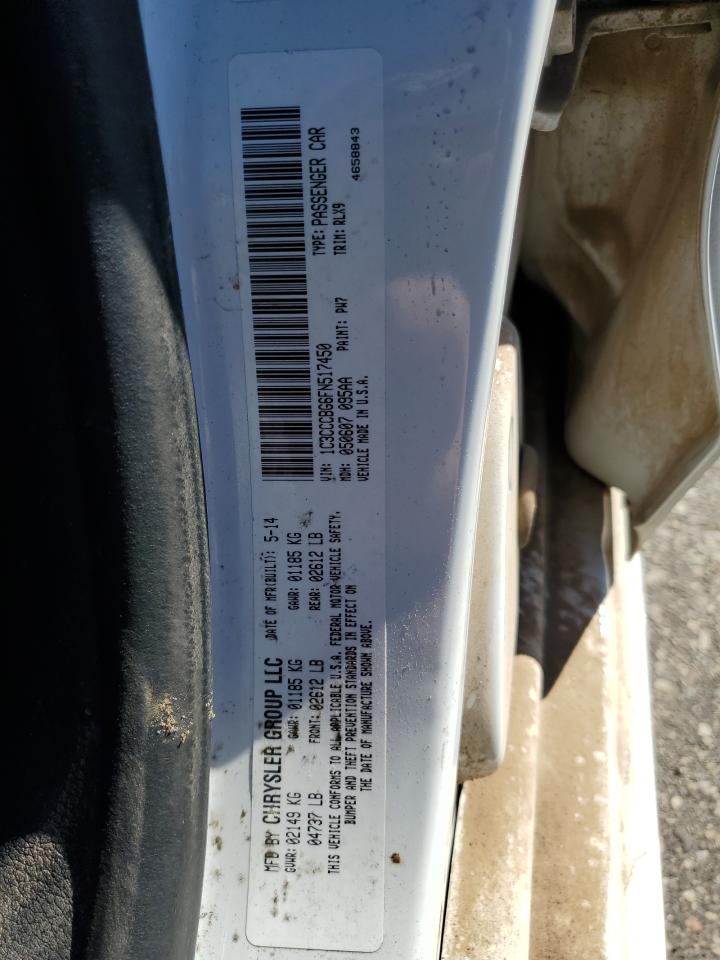 MFD BY CHRYSLER GROUP LLC DATE OF MFR(BUILT): 5-14
GVWR: 02149 KG GAWR: 01185 KG GAWR: 01185 KG
04737 LB FRONT: 02612 LB REAR: 02612 LB
THIS VEHICLE CONFORMS TO ALL APPLICABLE U.S.A. FEDERAL MOTOR VEHICLE SAFETY,
BUMPER AND THEFT PREVENTION STANDARDS IN EFFECT ON
THE DATE OF MANUFACTURE SHOWN ABOVE.
VIN: 1C3CCCBG6FN517450 TYPE: PASSENGER CAR
MDH: 050607 095AA PAINT: PW7 TRIM: RLX9
VEHICLE MADE IN U.S.A. 4658843